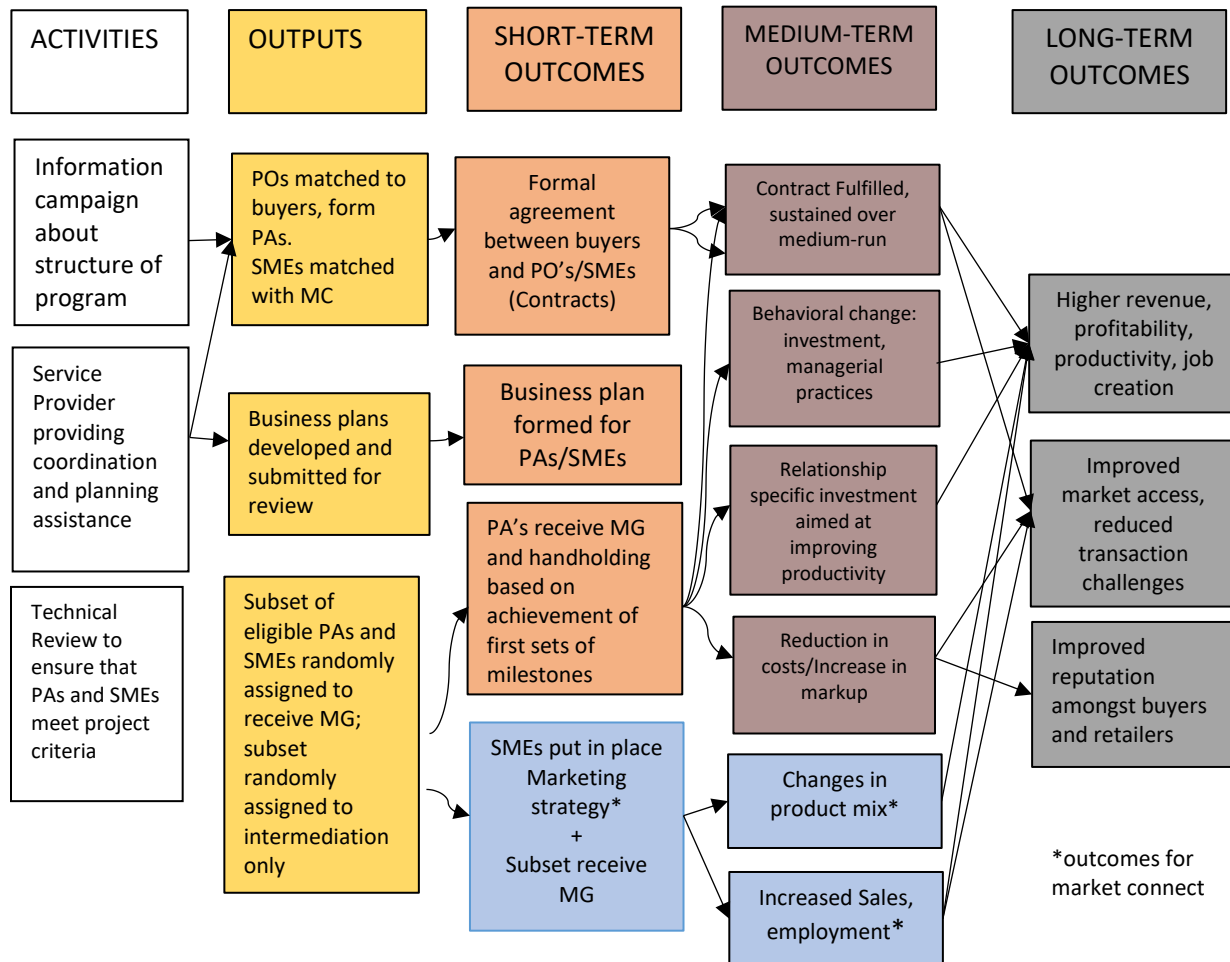 ACTIVITIES
OUTPUTS
SHORT-TERM
OUTCOMES
MEDIUM-TERM
OUTCOMES
LONG-TERM
OUTCOMES
Information
campaign
about
structure of
program
Service
Provider
providing
coordination
and planning
assistance
Technical
Review to
ensure that
PAs and SMEs
meet project
criteria
POs matched to
buyers, form
PAs.
SMEs matched
with MC
Business plans
developed and
submitted for
review
Subset of
eligible PAs and
SMEs randomly
assigned to
receive MG;
subset
randomly
assigned to
intermediation
only
Formal
agreement
between buyers
and PO's/SMEs
(Contracts)
Business plan
formed for
PAs/SMEs
PA's receive MG
and handholding
based on
achievement of
first sets of
milestones
SMEs put in place
Marketing
strategy*
+
Subset receive
MG
Contract Fulfilled,
sustained over
medium-run
Behavioral change:
investment,
managerial
practices
Relationship
specific investment
aimed at
improving
productivity
Reduction in
costs/Increase in
markup
Changes in
product mix*
Increased Sales,
employment*
Higher revenue,
profitability,
productivity, job
creation
Improved
market access,
reduced
transaction
challenges
Improved
reputation
amongst buyers
and retailers
*outcomes for
market connect